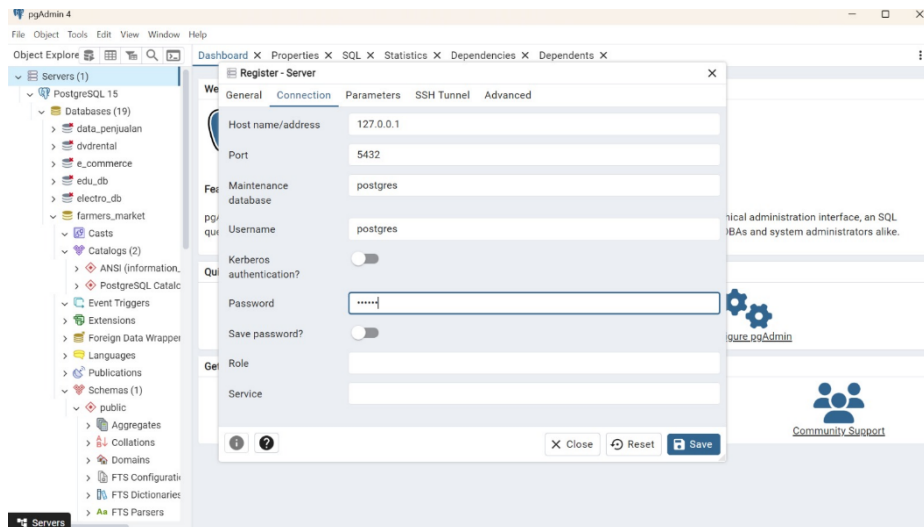 pgAdmin 4
File Object Tools Edit View Window Help
Object Explore
Dashboard X Properties X SQL X Statistics X Dependencies X Dependents X
Servers (1)
PostgreSQL 15
Databases (19)
data_penjualan
dvdrental
e_commerce
edu_db
electro_db
farmers_market
Casts
Catalogs (2)
ANSI (information_
PostgreSQL Catalc
Event Triggers
Extensions
Foreign Data Wrapper
Languages
Publications
Schemas (1)
public
Aggregates
Collations
Domains
FTS Configuratio
FTS Dictionaries
FTS Parsers
Servers
We
Fea
pgA
que
Qui
Get
Register - Server
General Connection Parameters SSH Tunnel Advanced
Host name/address 127.0.0.1
Port 5432
Maintenance
database
postgres
Username postgres
Kerberos
authentication?
Password ••••••
Save password?
Role
Service
Close Reset Save
nical administration interface, an SQL
DBAs and system administrators alike.
gure pgAdmin
Community Support